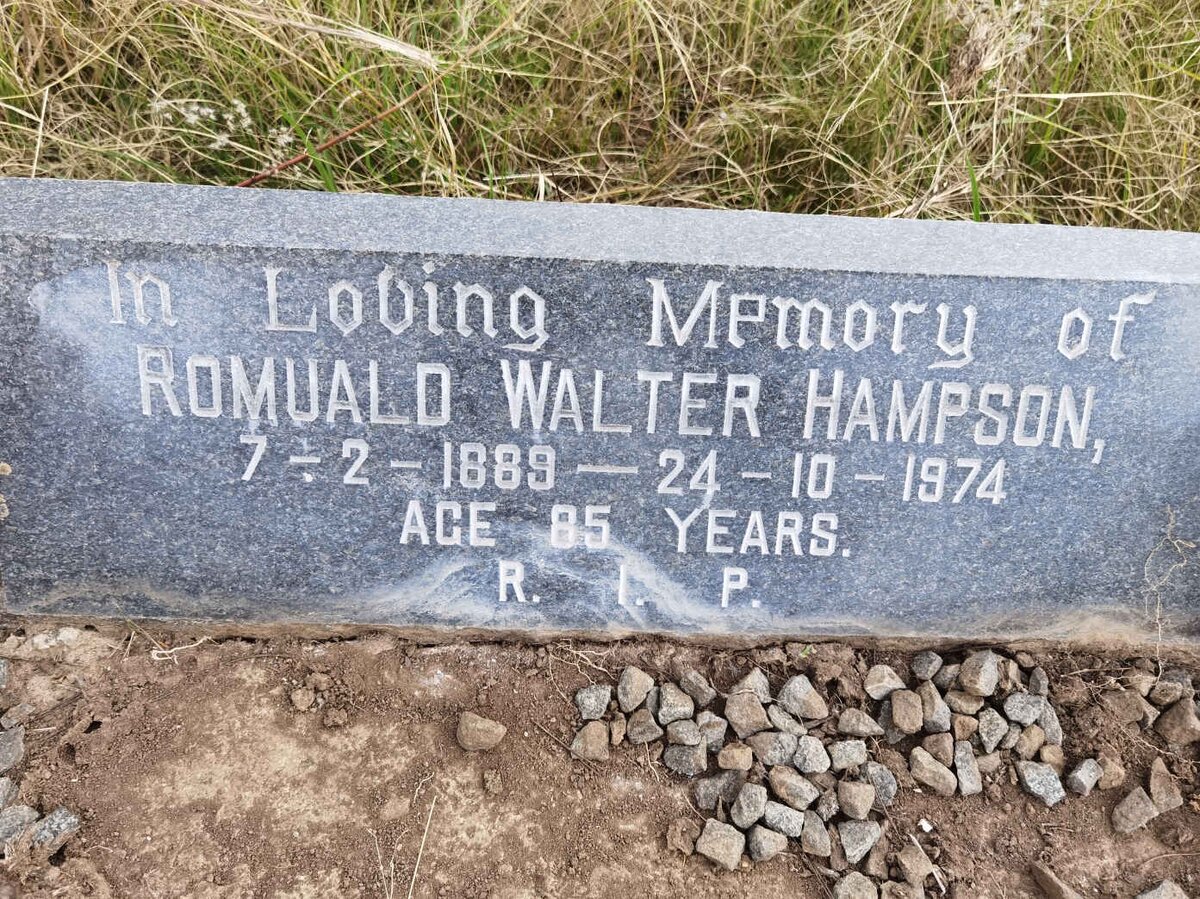 In Loving Memory of
ROMUALD WALTER HAMPSON,
7 - 2 - 1889 — 24 - 10 - 1974
AGE 85 YEARS.
R. I. P.